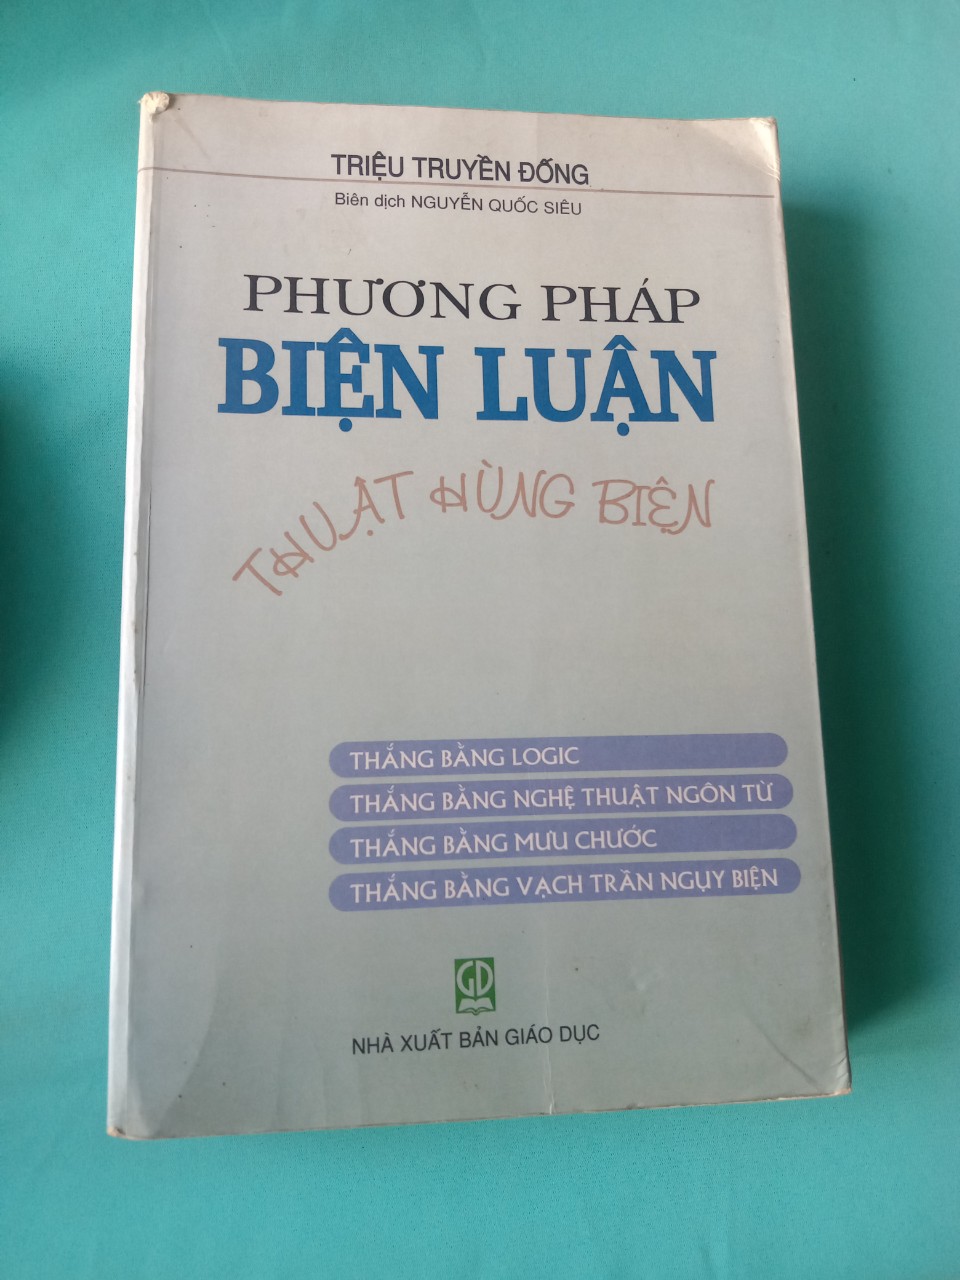 TRIỆU TRUYỀN ĐỐNG
Biên dịch NGUYỄN QUỐC SIÊU
PHƯƠNG PHÁP
BIỆN LUẬN
THUẬT HÙNG BIỆN
THẮNG BẰNG LOGIC
THẮNG BẰNG NGHỆ THUẬT NGÔN TỪ
THẮNG BẰNG MƯU CHƯỚC
THẮNG BẰNG VẠCH TRẦN NGỤY BIỆN
GD
NHÀ XUẤT BẢN GIÁO DỤC